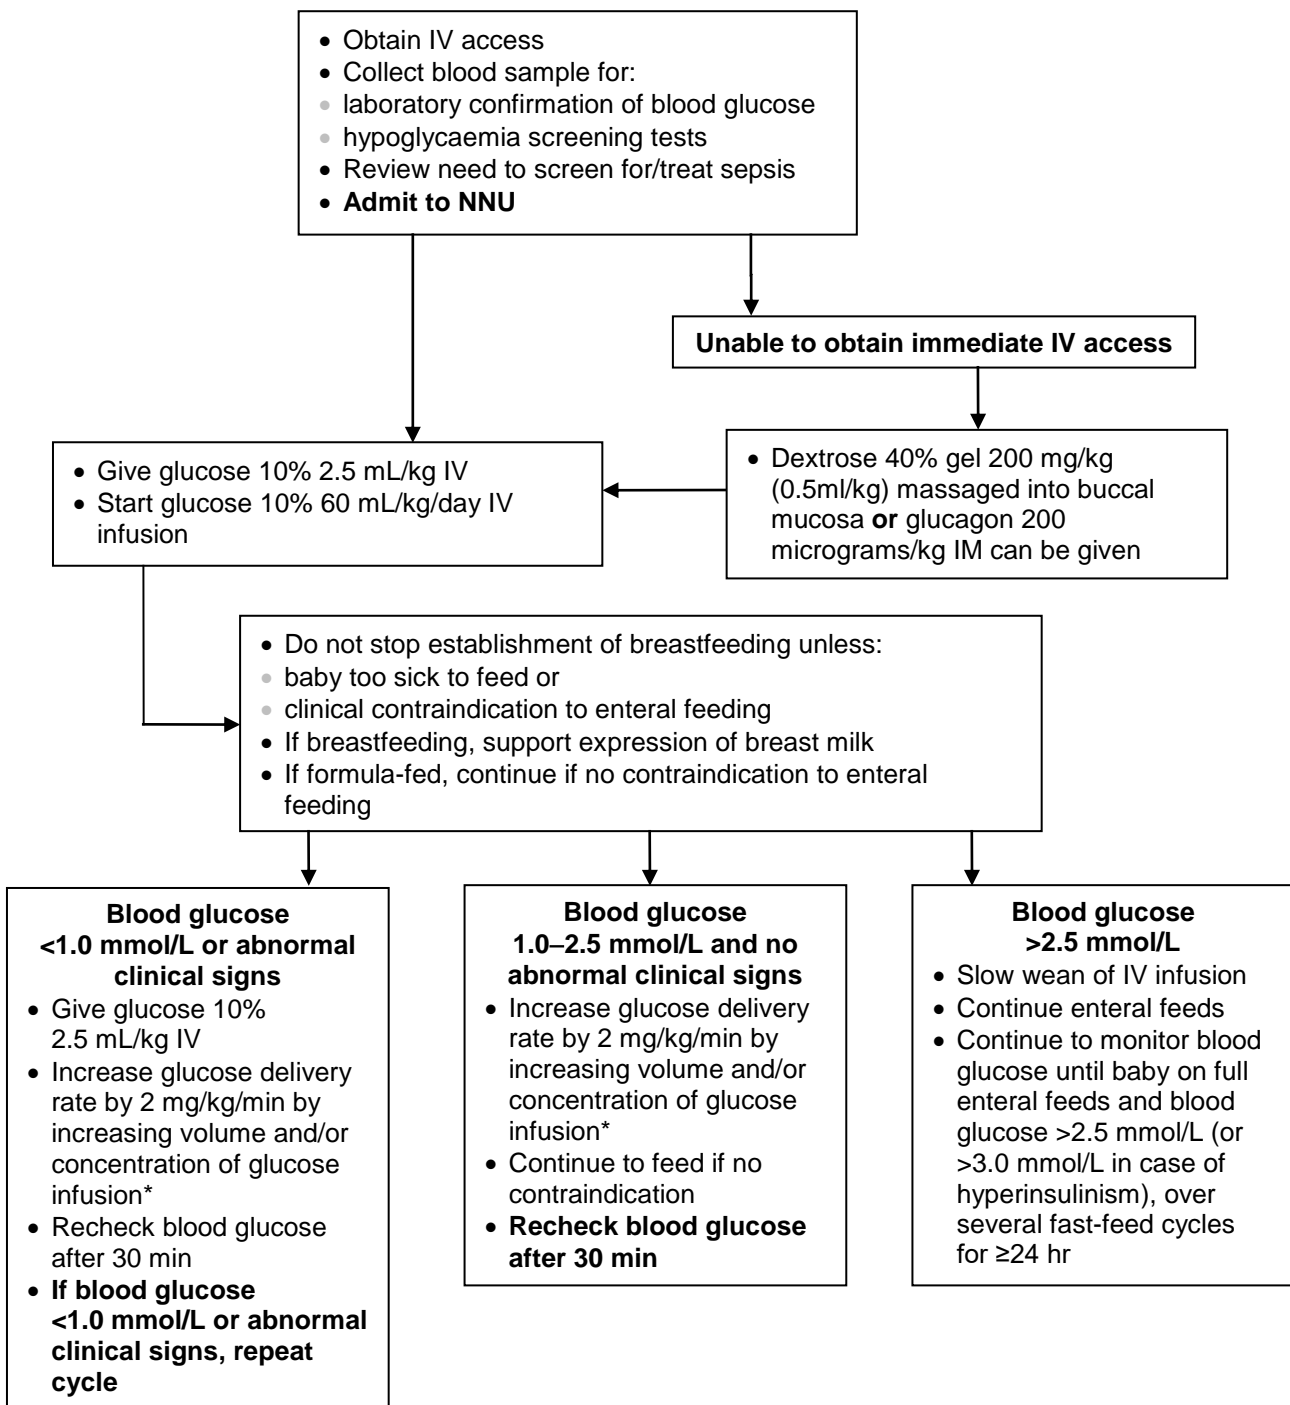 • Obtain IV access
• Collect blood sample for:
• laboratory confirmation of blood glucose
• hypoglycaemia screening tests
• Review need to screen for/treat sepsis
• Admit to NNU
Unable to obtain immediate IV access
• Give glucose 10% 2.5 mL/kg IV
• Start glucose 10% 60 mL/kg/day IV
infusion
• Dextrose 40% gel 200 mg/kg
(0.5ml/kg) massaged into buccal
mucosa or glucagon 200
micrograms/kg IM can be given
• Do not stop establishment of breastfeeding unless:
• baby too sick to feed or
• clinical contraindication to enteral feeding
• If breastfeeding, support expression of breast milk
• If formula-fed, continue if no contraindication to enteral
feeding
Blood glucose
<1.0 mmol/L or abnormal
clinical signs
• Give glucose 10%
2.5 mL/kg IV
• Increase glucose delivery
rate by 2 mg/kg/min by
increasing volume and/or
concentration of glucose
infusion*
• Recheck blood glucose
after 30 min
• If blood glucose
<1.0 mmol/L or abnormal
clinical signs, repeat
cycle
Blood glucose
1.0–2.5 mmol/L and no
abnormal clinical signs
• Increase glucose delivery
rate by 2 mg/kg/min by
increasing volume and/or
concentration of glucose
infusion*
• Continue to feed if no
contraindication
• Recheck blood glucose
after 30 min
Blood glucose
>2.5 mmol/L
• Slow wean of IV infusion
• Continue enteral feeds
• Continue to monitor blood
glucose until baby on full
enteral feeds and blood
glucose >2.5 mmol/L (or
>3.0 mmol/L in case of
hyperinsulinism), over
several fast-feed cycles
for ≥24 hr